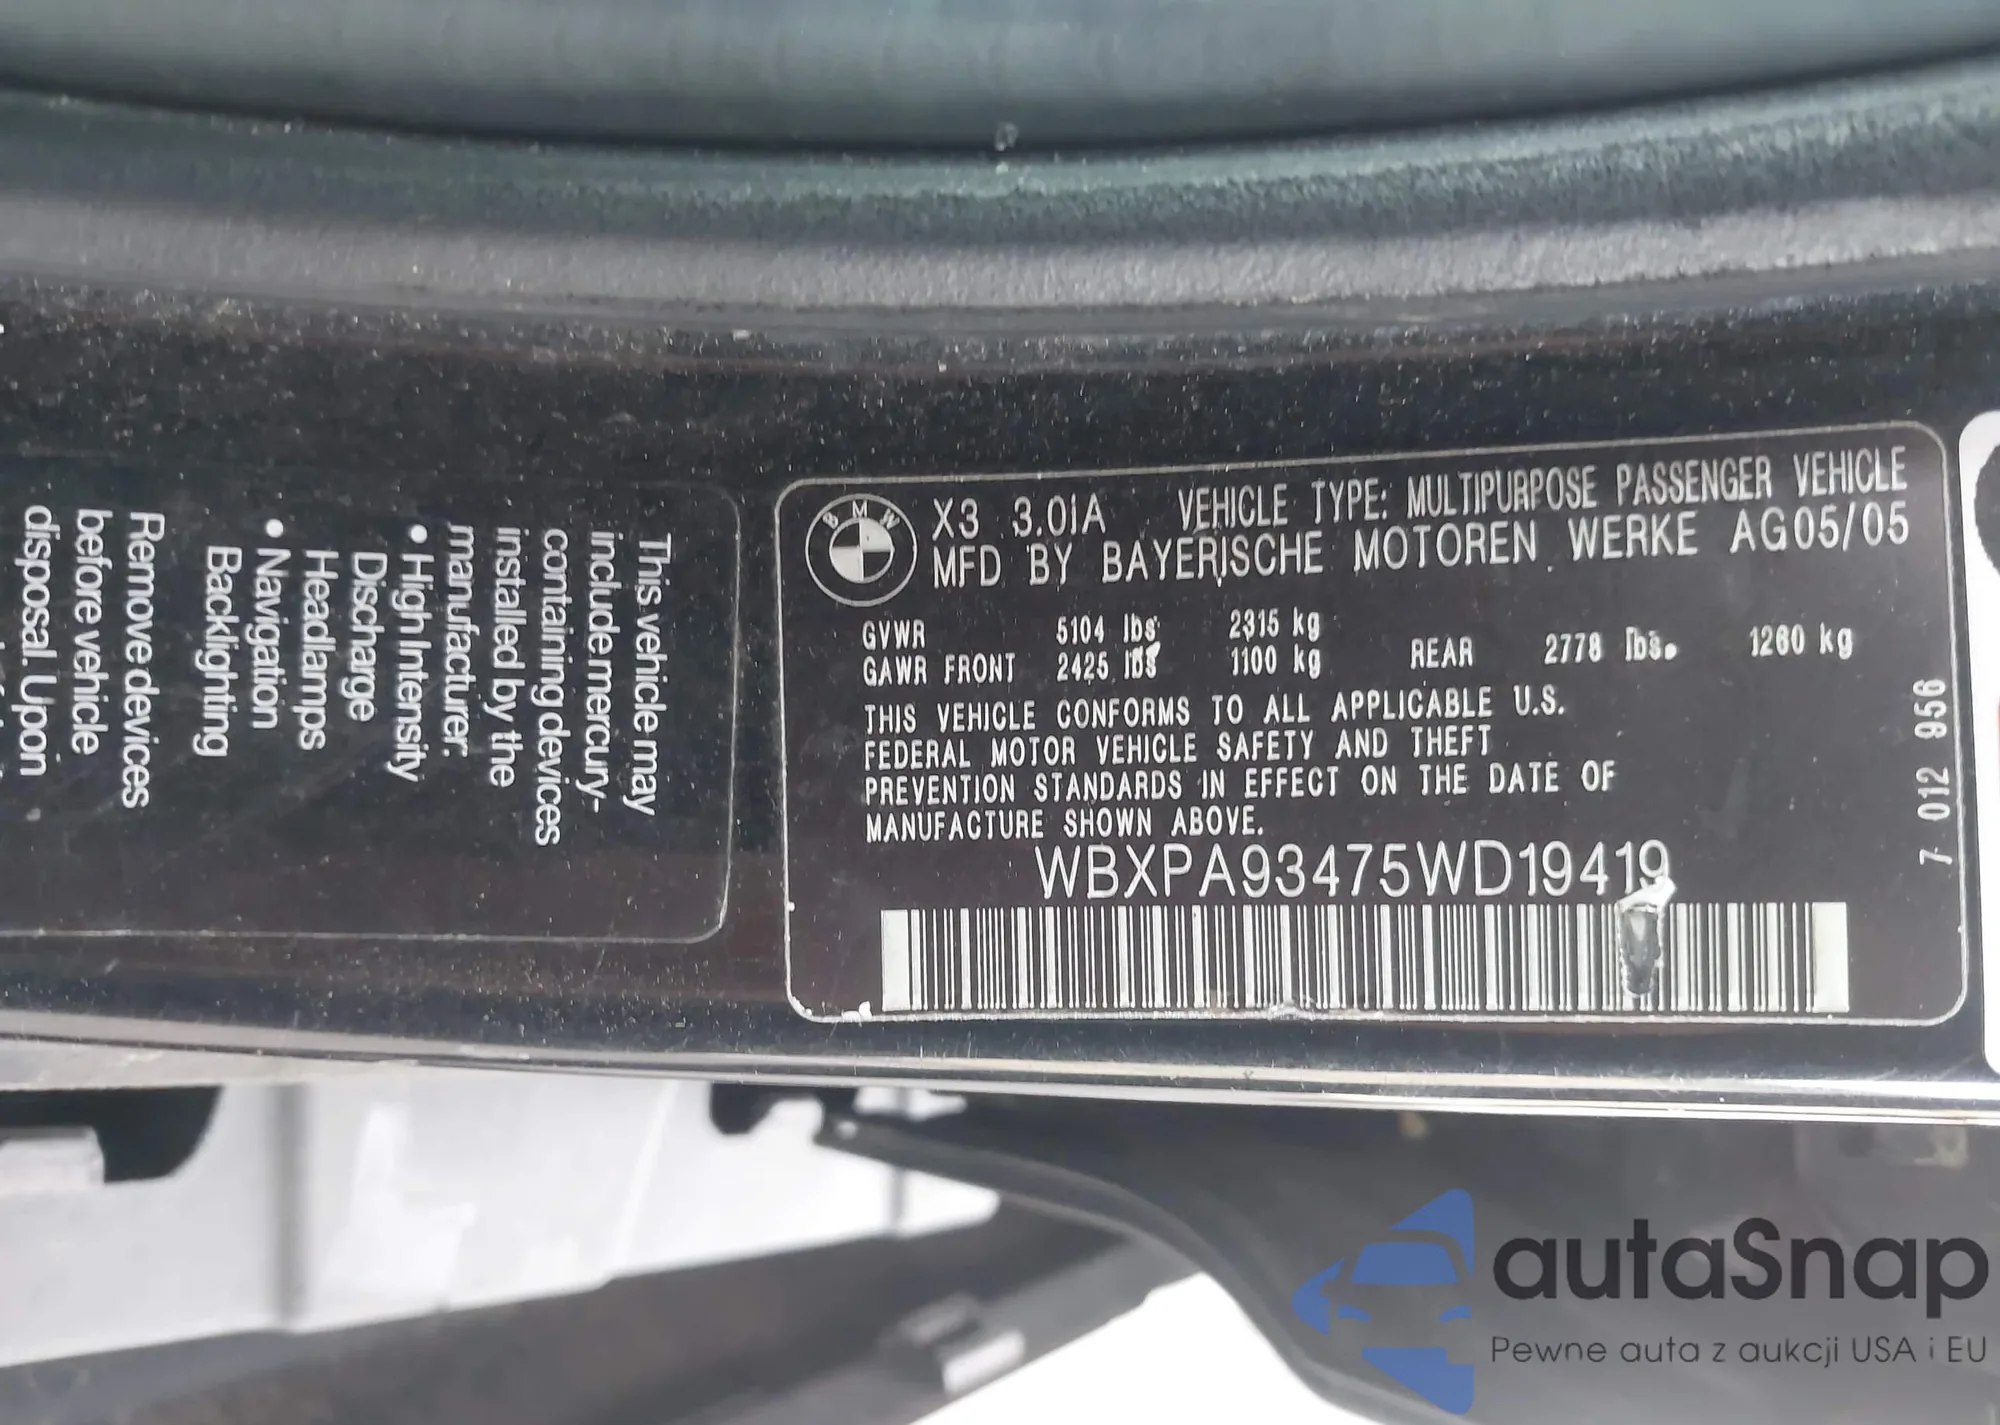 This vehicle may
include mercury-
containing devices
installed by the
manufacturer.
• High Intensity
Discharge
Headlamps
• Navigation
Backlighting
Remove devices
before vehicle
disposal. Upon
BMW
X3 3.0iA VEHICLE TYPE: MULTIPURPOSE PASSENGER VEHICLE
MFD BY BAYERISCHE MOTOREN WERKE AG05/05
GVWR 5104 lbs 2315 kg
GAWR FRONT 2425 lbs 1100 kg REAR 2778 lbs. 1260 kg
THIS VEHICLE CONFORMS TO ALL APPLICABLE U.S.
FEDERAL MOTOR VEHICLE SAFETY AND THEFT
PREVENTION STANDARDS IN EFFECT ON THE DATE OF
MANUFACTURE SHOWN ABOVE.
WBXPA93475WD19419
7 012 956
autaSnap
Pewne auta z aukcji USA i EU